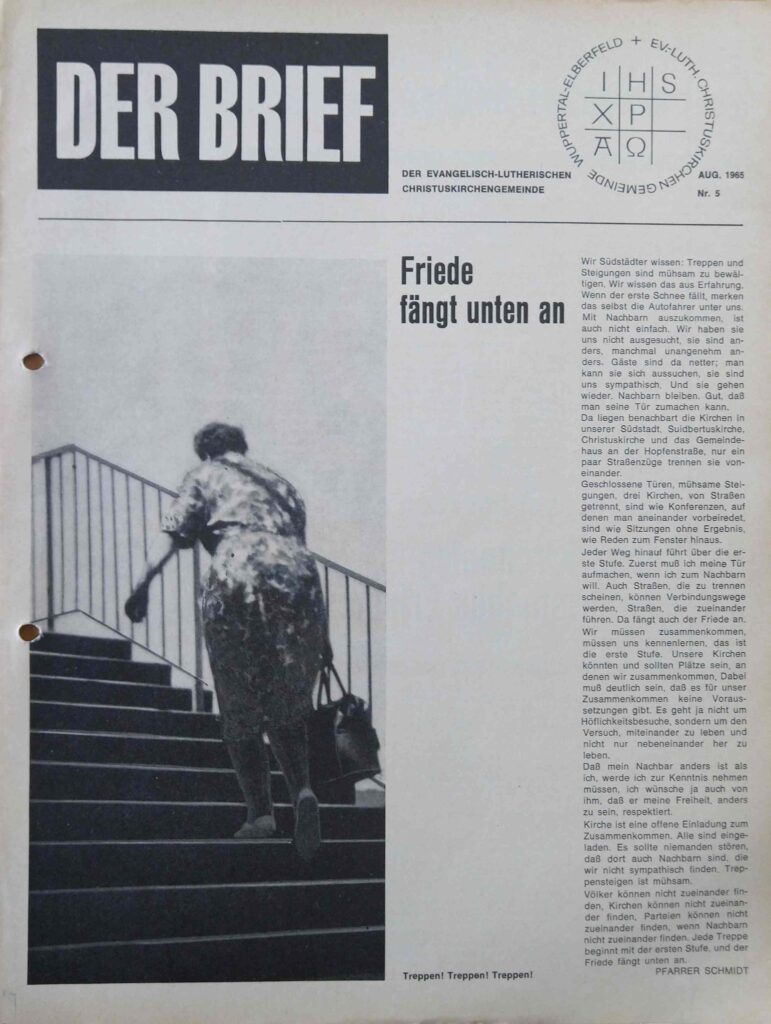 DER BRIEF
DER EVANGELISCH-LUTHERISCHEN
CHRISTUSKIRCHENGEMEINDE
WUPPERTAL-ELBERFELD + EV.-LUTH. CHRISTUSKIRCHENGEMEINDE
I H S
X P
A Ω
AUG. 1965
Nr. 5
Friede
fängt unten an
Wir Südstädter wissen: Treppen und
Steigungen sind mühsam zu bewäl-
tigen. Wir wissen das aus Erfahrung.
Wenn der erste Schnee fällt, merken
das selbst die Autofahrer unter uns.
Mit Nachbarn auszukommen, ist
auch nicht einfach. Wir haben sie
uns nicht ausgesucht, sie sind an-
ders, manchmal unangenehm an-
ders. Gäste sind da netter; man
kann sie sich aussuchen, sie sind
uns sympathisch. Und sie gehen
wieder. Nachbarn bleiben. Gut, daß
man seine Tür zumachen kann.
Da liegen benachbart die Kirchen in
unserer Südstadt. Suidbertuskirche,
Christuskirche und das Gemeinde-
haus an der Hopfenstraße, nur ein
paar Straßenzüge trennen sie von-
einander.
Geschlossene Türen, mühsame Stei-
gungen, drei Kirchen, von Straßen
getrennt, sind wie Konferenzen, auf
denen man aneinander vorbeiredet,
sind wie Sitzungen ohne Ergebnis,
wie Reden zum Fenster hinaus.
Jeder Weg hinauf führt über die er-
ste Stufe. Zuerst muß ich meine Tür
aufmachen, wenn ich zum Nachbarn
will. Auch Straßen, die zu trennen
scheinen, können Verbindungswege
werden, Straßen, die zueinander
führen. Da fängt auch der Friede an.
Wir müssen zusammenkommen,
müssen uns kennenlernen, das ist
die erste Stufe. Unsere Kirchen
könnten und sollten Plätze sein, an
denen wir zusammenkommen. Dabei
muß deutlich sein, daß es für unser
Zusammenkommen keine Voraus-
setzungen gibt. Es geht ja nicht um
Höflichkeitsbesuche, sondern um den
Versuch, miteinander zu leben und
nicht nur nebeneinander her zu
leben.
Daß mein Nachbar anders ist als
ich, werde ich zur Kenntnis nehmen
müssen, ich wünsche ja auch von
ihm, daß er meine Freiheit, anders
zu sein, respektiert.
Kirche ist eine offene Einladung zum
Zusammenkommen. Alle sind einge-
laden. Es sollte niemanden stören,
daß dort auch Nachbarn sind, die
wir nicht sympathisch finden. Trep-
pensteigen ist mühsam.
Völker können nicht zueinander fin-
den, Kirchen können nicht zueinan-
der finden, Parteien können nicht
zueinander finden, wenn Nachbarn
nicht zueinander finden. Jede Treppe
beginnt mit der ersten Stufe, und der
Friede fängt unten an.
PFARRER SCHMIDT
Treppen! Treppen! Treppen!